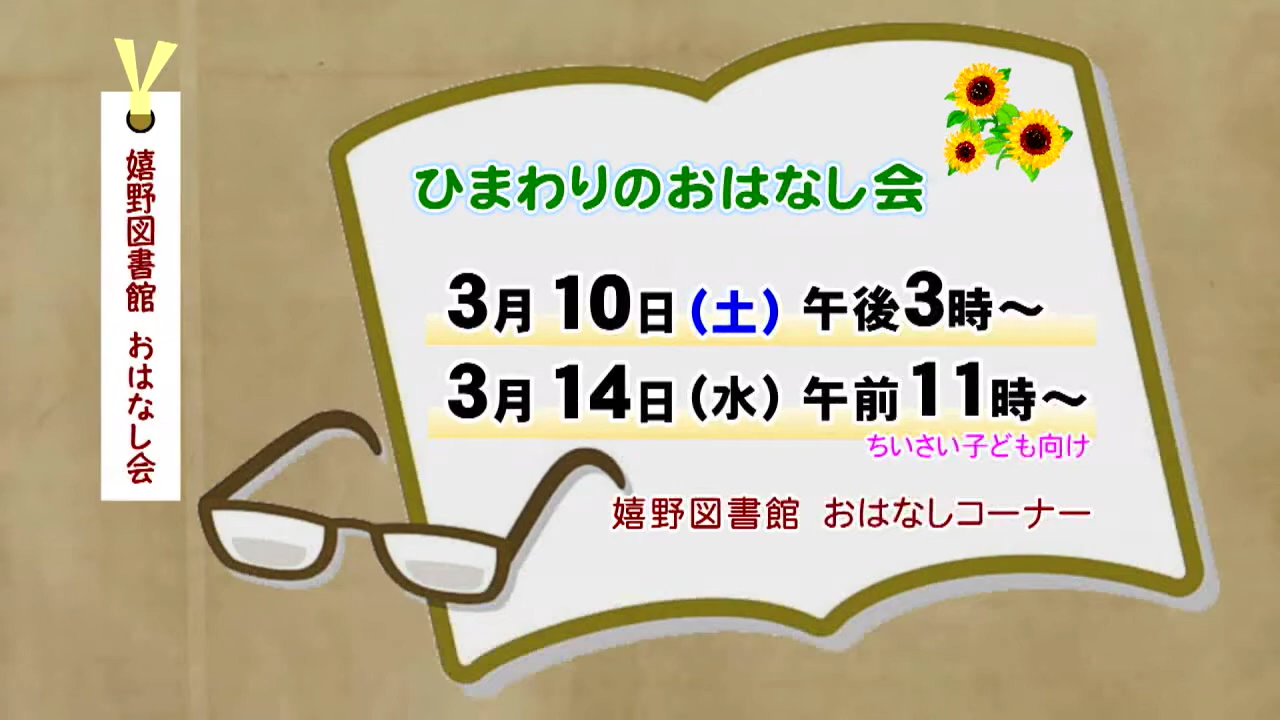 嬉野図書館 おはなし会
ひまわりのおはなし会
3月10日(土) 午後3時～
3月14日(水) 午前11時～
ちいさい子ども向け
嬉野図書館 おはなしコーナー